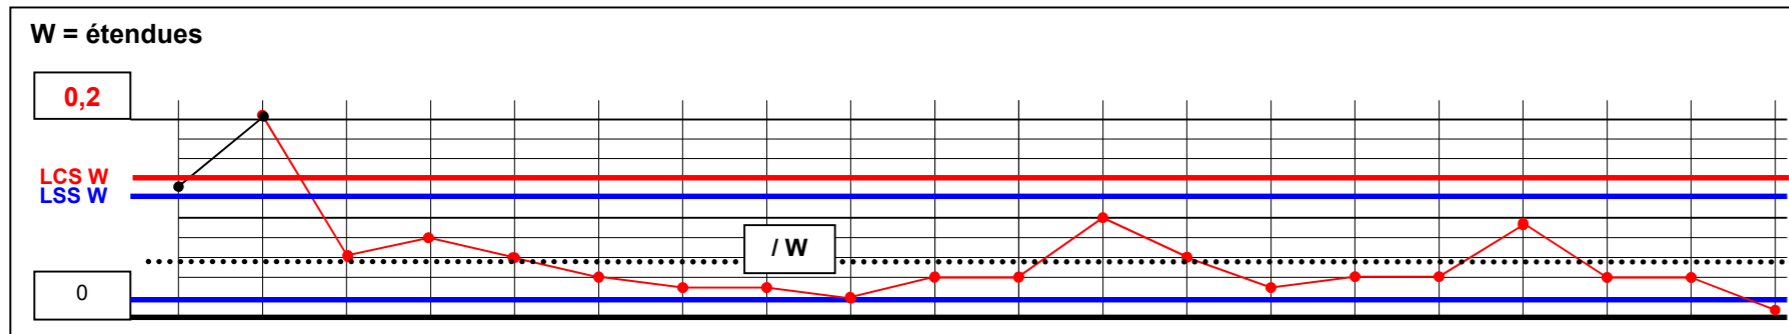 W = étendues
0,2
LCS W
LSS W
/ W
0